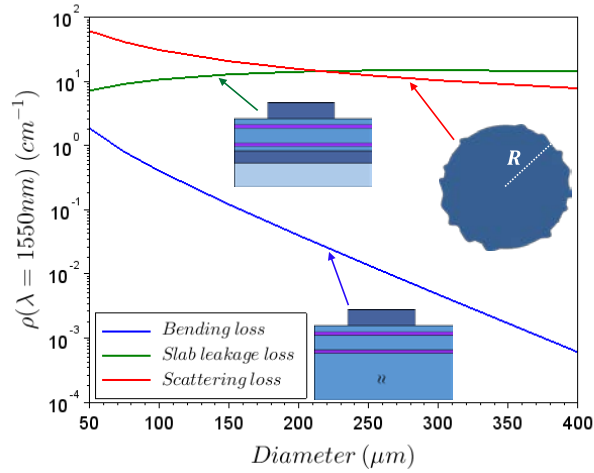 10^2
10^1
10^0
10^-1
10^-2
10^-3
10^-4
ρ(λ = 1550nm) (cm^-1)
R
n
Bending loss
Slab leakage loss
Scattering loss
50 100 150 200 250 300 350 400
Diameter (μm)